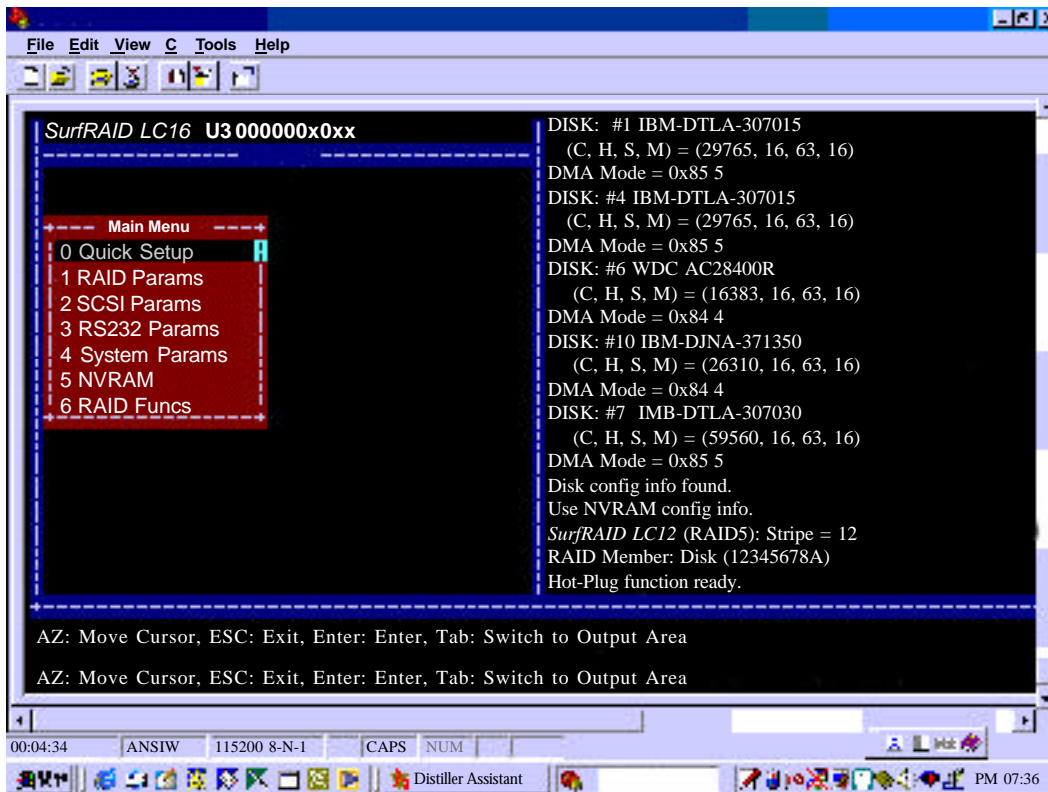 File Edit View C Tools Help
SurfRAID LC16 U3 000000x0xx
Main Menu
0 Quick Setup A
1 RAID Params
2 SCSI Params
3 RS232 Params
4 System Params
5 NVRAM
6 RAID Funcs
DISK: #1 IBM-DTLA-307015
(C, H, S, M) = (29765, 16, 63, 16)
DMA Mode = 0x85 5
DISK: #4 IBM-DTLA-307015
(C, H, S, M) = (29765, 16, 63, 16)
DMA Mode = 0x85 5
DISK: #6 WDC AC28400R
(C, H, S, M) = (16383, 16, 63, 16)
DMA Mode = 0x84 4
DISK: #10 IBM-DJNA-371350
(C, H, S, M) = (26310, 16, 63, 16)
DMA Mode = 0x84 4
DISK: #7 IMB-DTLA-307030
(C, H, S, M) = (59560, 16, 63, 16)
DMA Mode = 0x85 5
Disk config info found.
Use NVRAM config info.
SurfRAID LC12 (RAID5): Stripe = 12
RAID Member: Disk (12345678A)
Hot-Plug function ready.
AZ: Move Cursor, ESC: Exit, Enter: Enter, Tab: Switch to Output Area
AZ: Move Cursor, ESC: Exit, Enter: Enter, Tab: Switch to Output Area
00:04:34 ANSIW 115200 8-N-1 CAPS NUM
Distiller Assistant PM 07:36